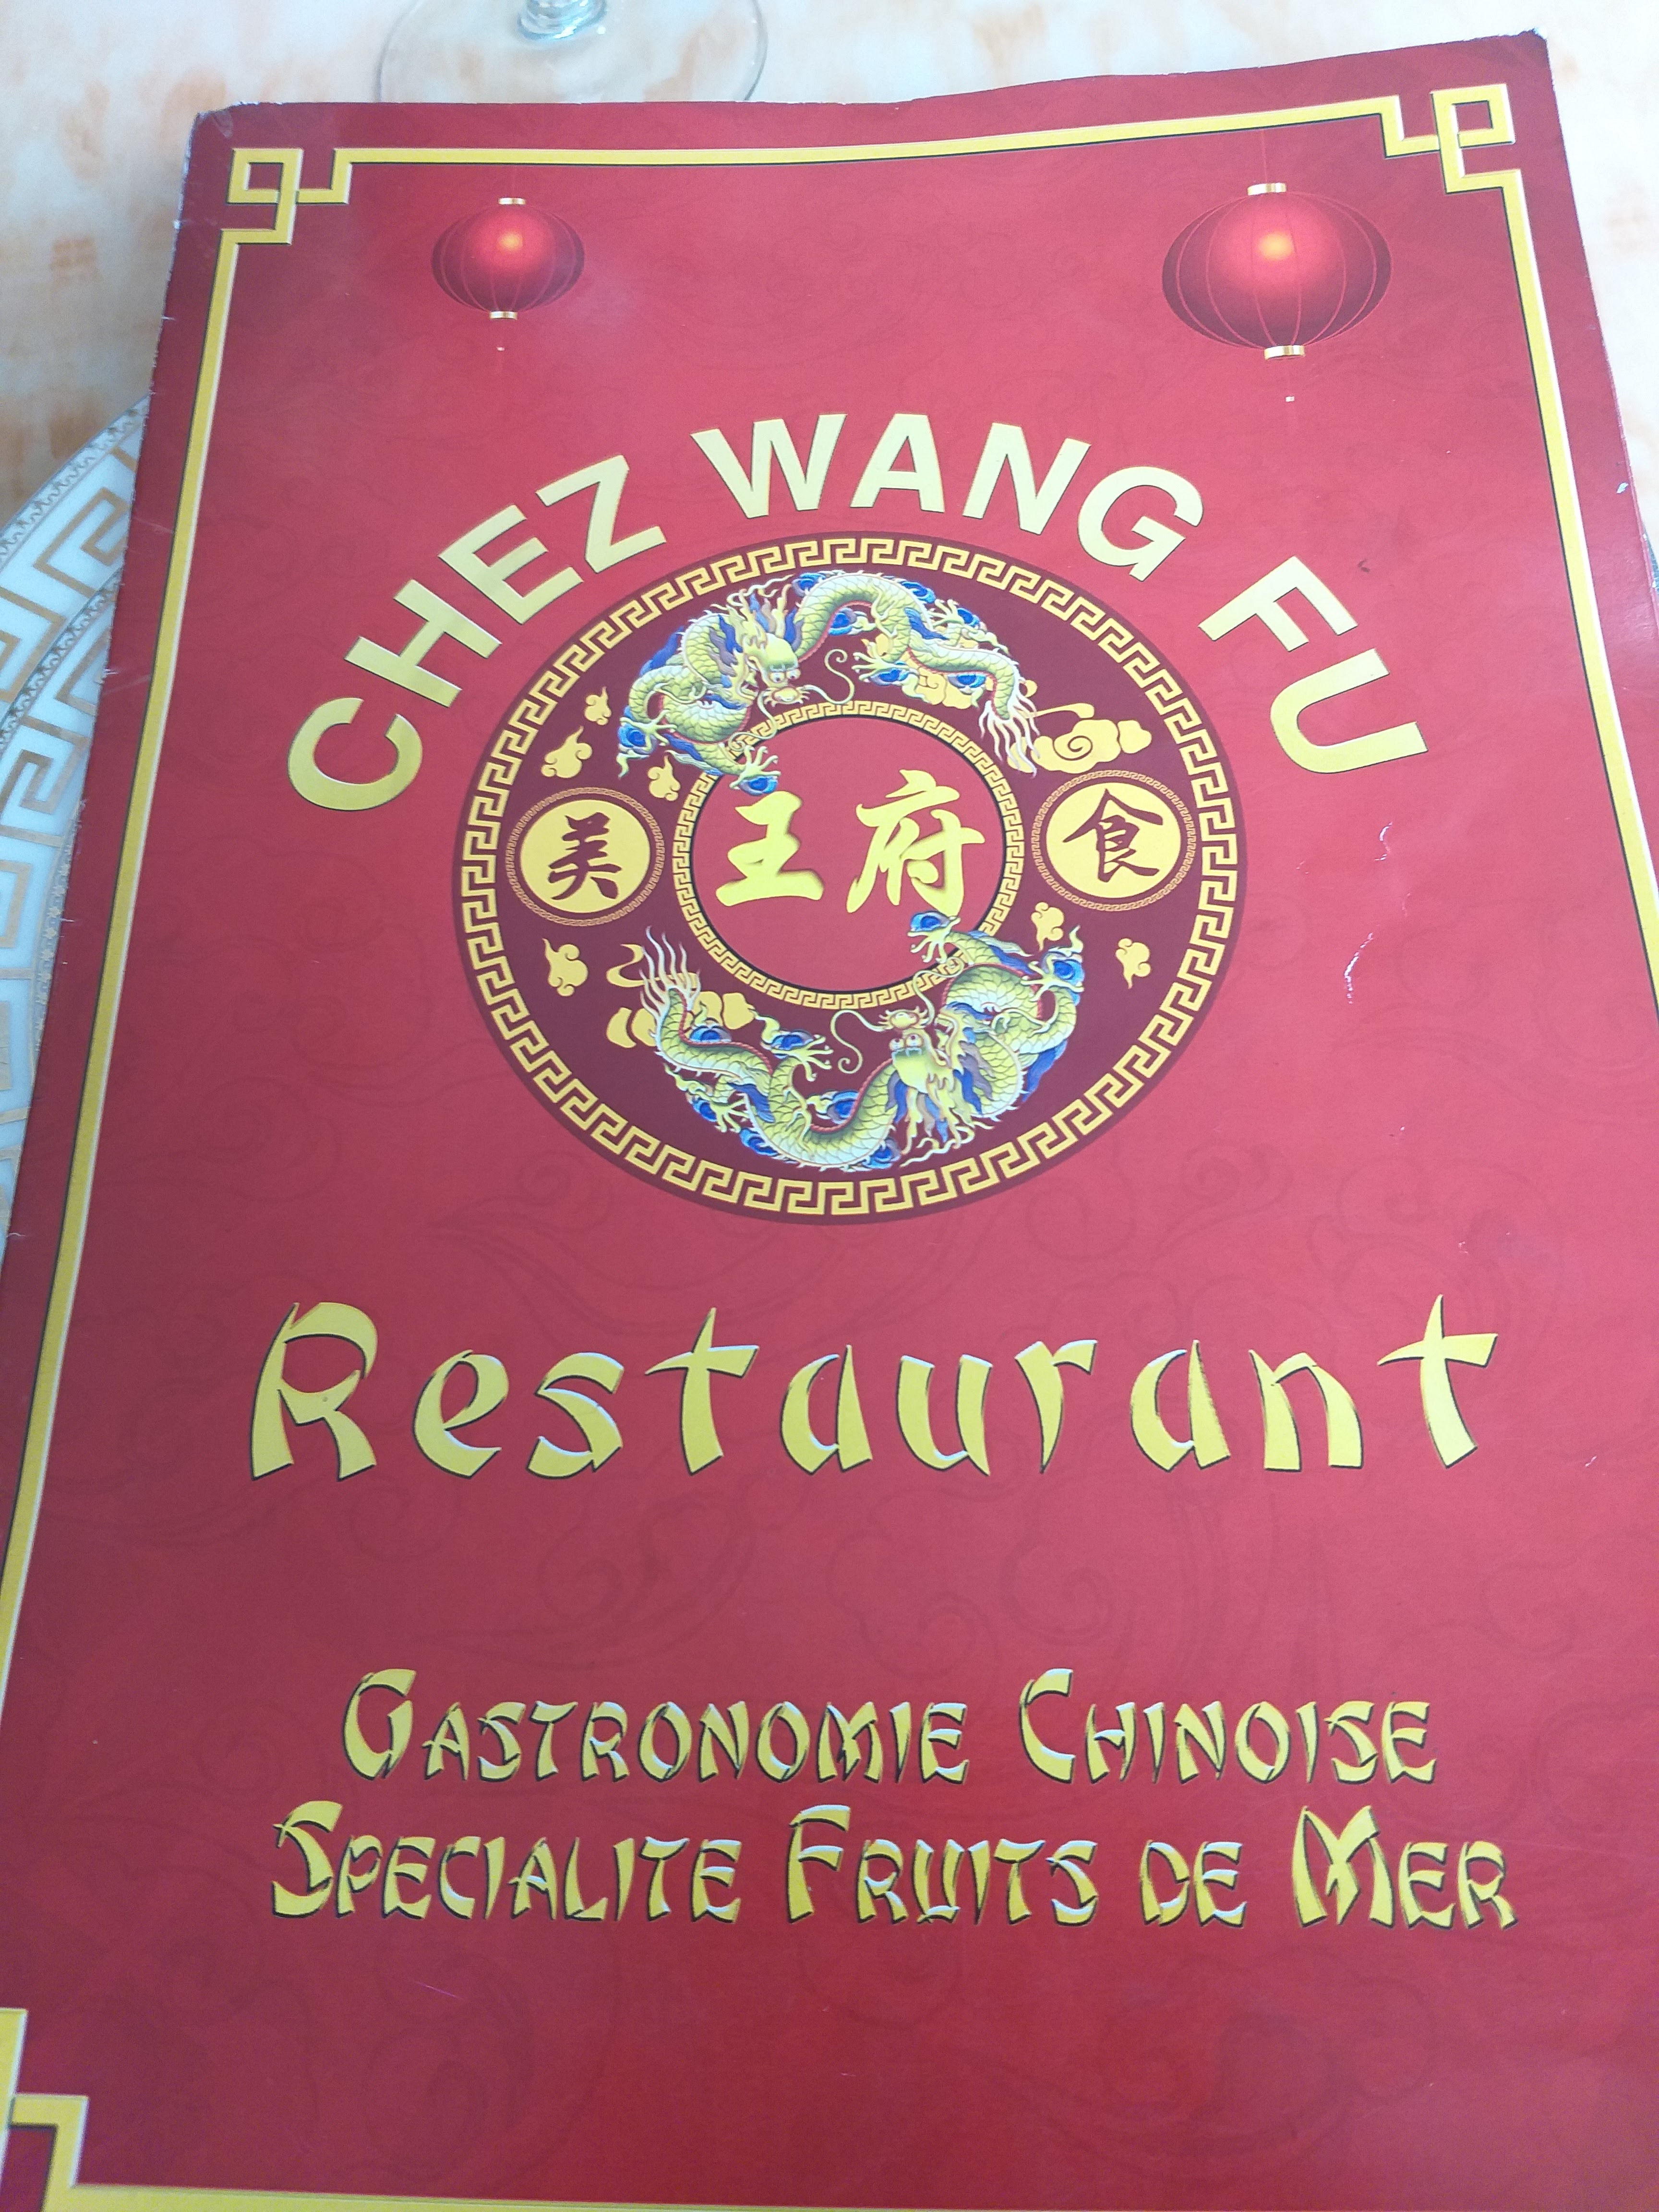 CHEZ WANG FU
美 王府 食
Restaurant
GASTRONOMIE CHINOISE
SPECIALITE FRUITS DE MER